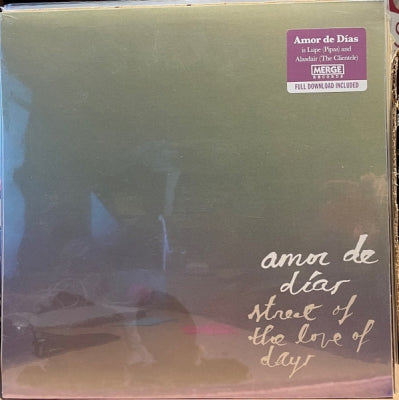 Amor de Días
is Lupe (Pipas) and
Alasdair (The Clientele)
MERGE
RECORDS
FULL DOWNLOAD INCLUDED
amor de
días
street of
the love of
days